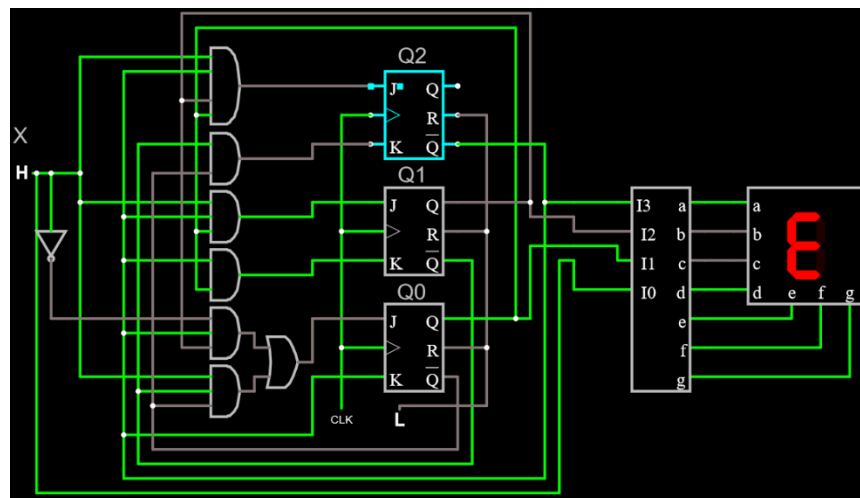 Q2
J Q
R
K Q
X
H
Q1
J Q
R
K Q
I3 a a
I2 b b
I1 c c
I0 d d e f g
e
f
g
E
Q0
J Q
R
K Q
CLK
L